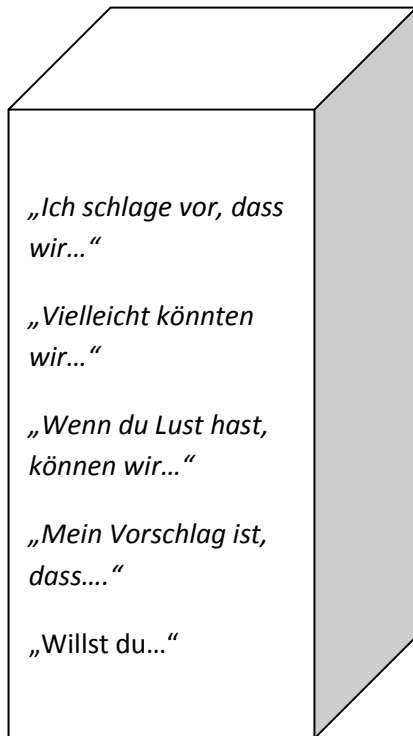 „Ich schlage vor, dass
wir…“
„Vielleicht könnten
wir…“
„Wenn du Lust hast,
können wir…“
„Mein Vorschlag ist,
dass….“
„Willst du…“